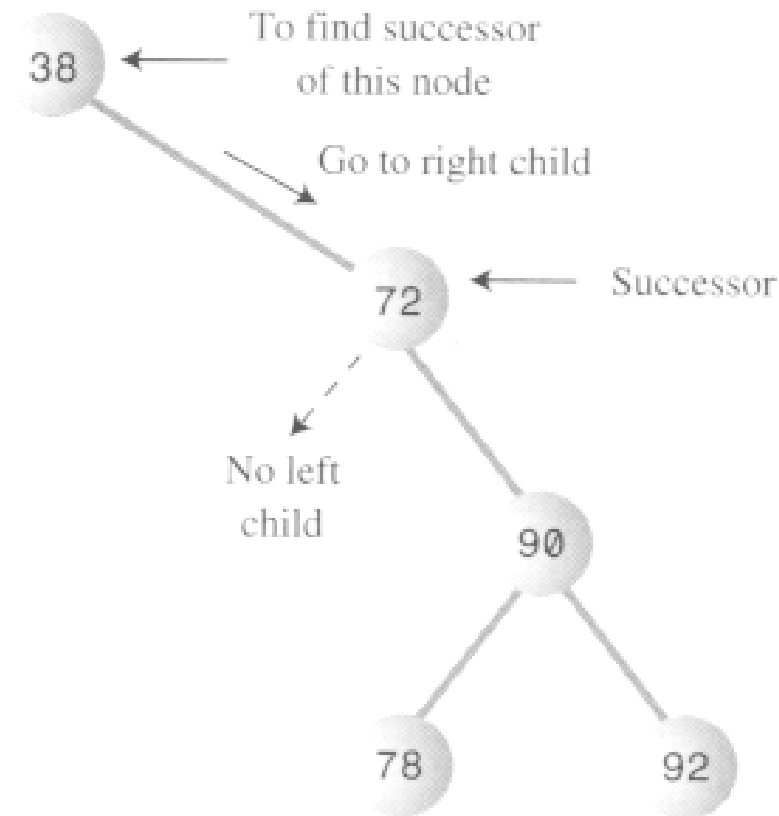 To find successor
38
of this node
Go to right child
72
Successor
No left
child
90
78
92